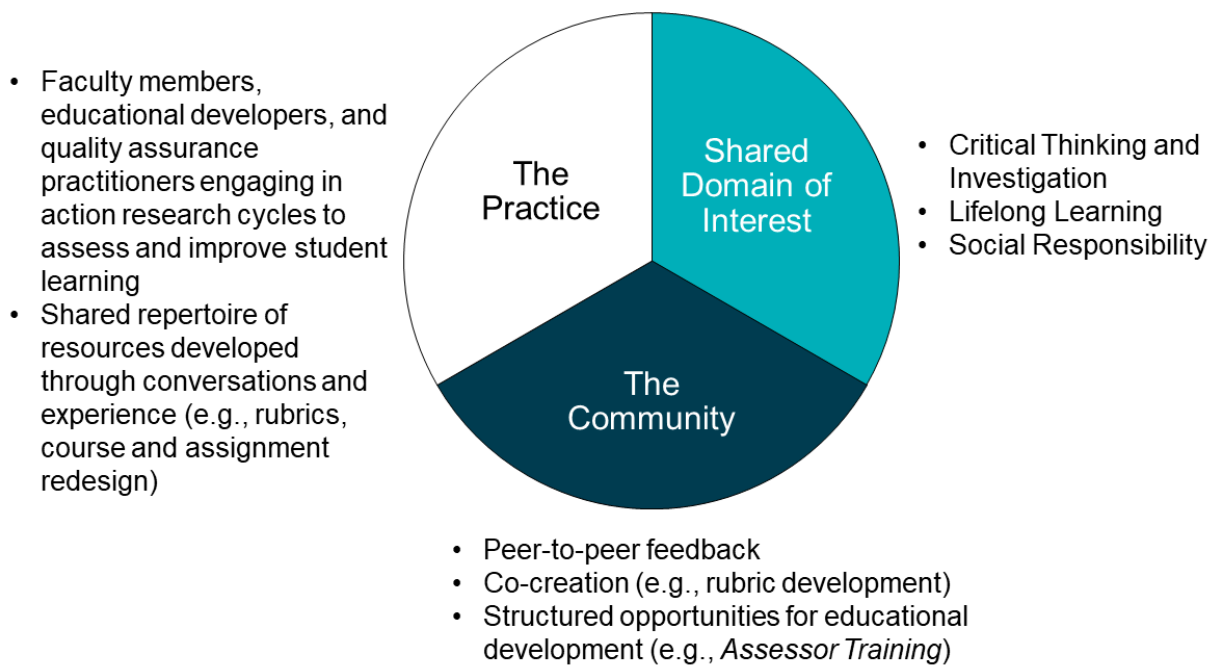 • Faculty members,
educational developers, and
quality assurance
practitioners engaging in
action research cycles to
assess and improve student
learning
• Shared repertoire of
resources developed
through conversations and
experience (e.g., rubrics,
course and assignment
redesign)
The
Practice
Shared
Domain of
Interest
• Critical Thinking and
Investigation
• Lifelong Learning
• Social Responsibility
The
Community
• Peer-to-peer feedback
• Co-creation (e.g., rubric development)
• Structured opportunities for educational
development (e.g., Assessor Training)